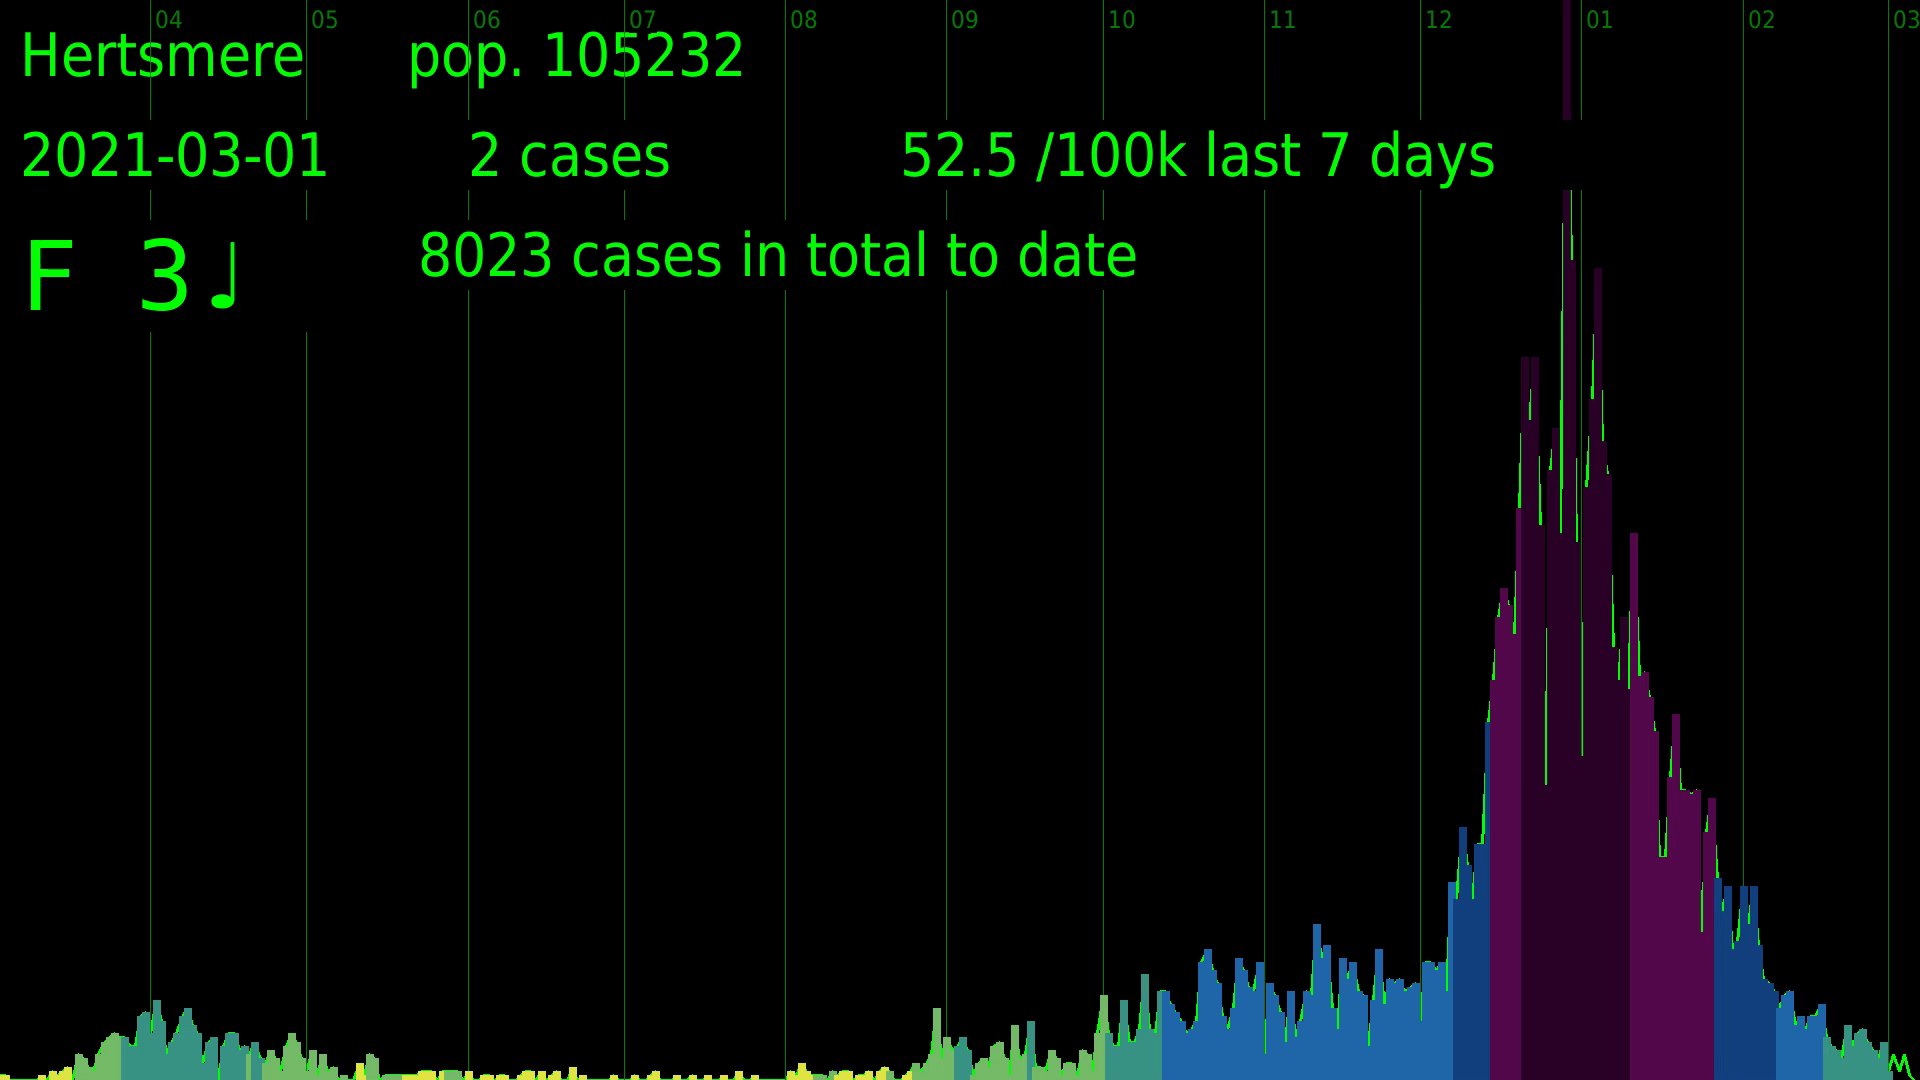 04 05 06 07 08 09 10 11 12 01 02 03
Hertsmere pop. 105232
2021-03-01 2 cases 52.5 /100k last 7 days
F 3♩ 8023 cases in total to date